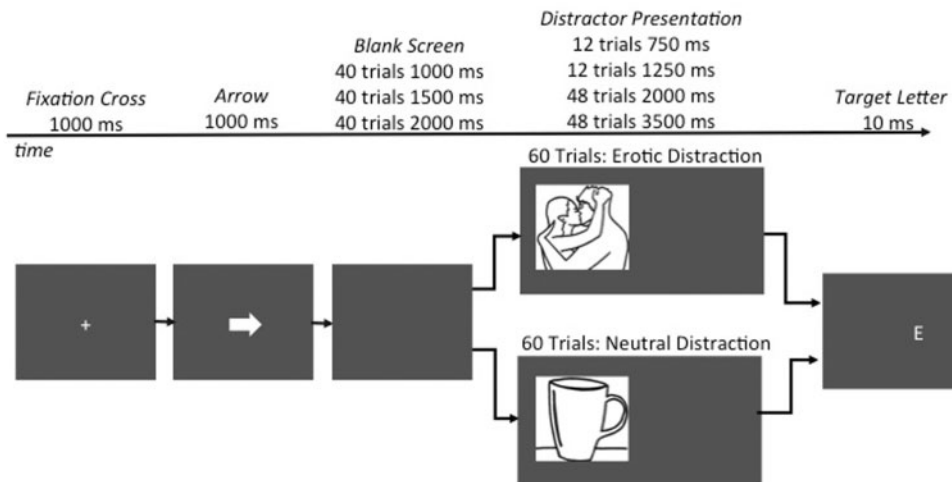 Fixation Cross
1000 ms
Arrow
1000 ms
Blank Screen
40 trials 1000 ms
40 trials 1500 ms
40 trials 2000 ms
Distractor Presentation
12 trials 750 ms
12 trials 1250 ms
48 trials 2000 ms
48 trials 3500 ms
Target Letter
10 ms
time
60 Trials: Erotic Distraction
+
E
60 Trials: Neutral Distraction